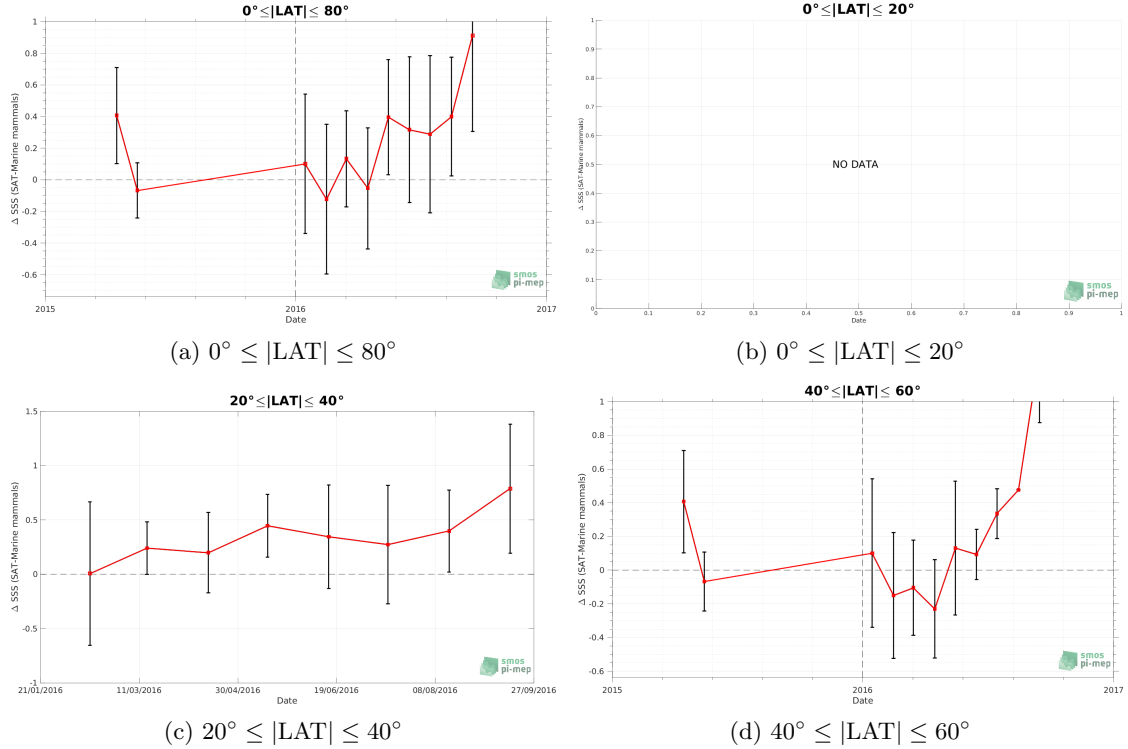 0°≤|LAT|≤ 80°
1
0.8
0.6
0.4
0.2
0
-0.2
-0.4
-0.6
Δ SSS (SAT-Marine mammals)
2015
2016
2017
Date
smos
pi-mep
(a) 0° ≤ |LAT| ≤ 80°
0°≤|LAT|≤ 20°
1
0.9
0.8
0.7
0.6
0.5
0.4
0.3
0.2
0.1
0
Δ SSS (SAT-Marine mammals)
NO DATA
0 0.1 0.2 0.3 0.4 0.5 0.6 0.7 0.8 0.9 1
Date
smos
pi-mep
(b) 0° ≤ |LAT| ≤ 20°
20°≤|LAT|≤ 40°
1.5
1
0.5
0
-0.5
-1
Δ SSS (SAT-Marine mammals)
21/01/2016 11/03/2016 30/04/2016 19/06/2016 08/08/2016 27/09/2016
Date
smos
pi-mep
(c) 20° ≤ |LAT| ≤ 40°
40°≤|LAT|≤ 60°
1
0.8
0.6
0.4
0.2
0
-0.2
-0.4
-0.6
Δ SSS (SAT-Marine mammals)
2015 2016 2017
Date
smos
pi-mep
(d) 40° ≤ |LAT| ≤ 60°